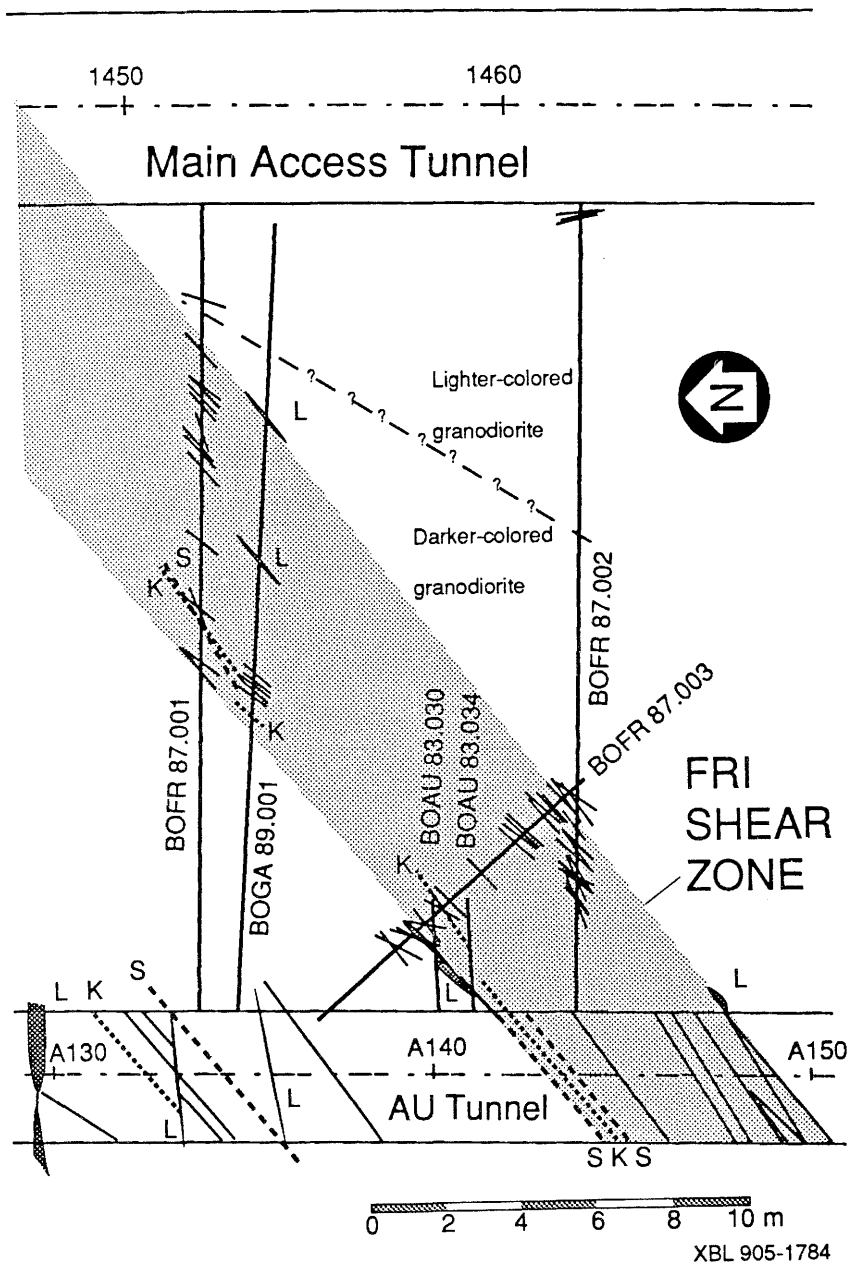 1450 1460
Main Access Tunnel
N
Lighter-colored
granodiorite
? ? ? ? ? ? ?
L
Darker-colored
granodiorite
L
S
K
K
BOFR 87.001
BOGA 89.001
BOAU 83.030
BOAU 83.034
BOFR 87.002
BOFR 87.003
FRI
SHEAR
ZONE
K
L K S
L
L
A130 A140 A150
L
L
AU Tunnel
S K S
0 2 4 6 8 10 m
XBL 905-1784